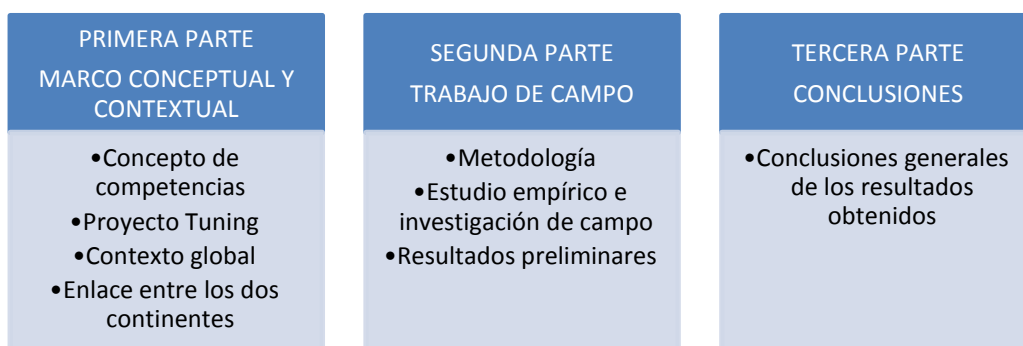 PRIMERA PARTE
MARCO CONCEPTUAL Y
CONTEXTUAL
•Concepto de
competencias
•Proyecto Tuning
•Contexto global
•Enlace entre los dos
continentes
SEGUNDA PARTE
TRABAJO DE CAMPO
•Metodología
•Estudio empírico e
investigación de campo
•Resultados preliminares
TERCERA PARTE
CONCLUSIONES
•Conclusiones generales
de los resultados
obtenidos